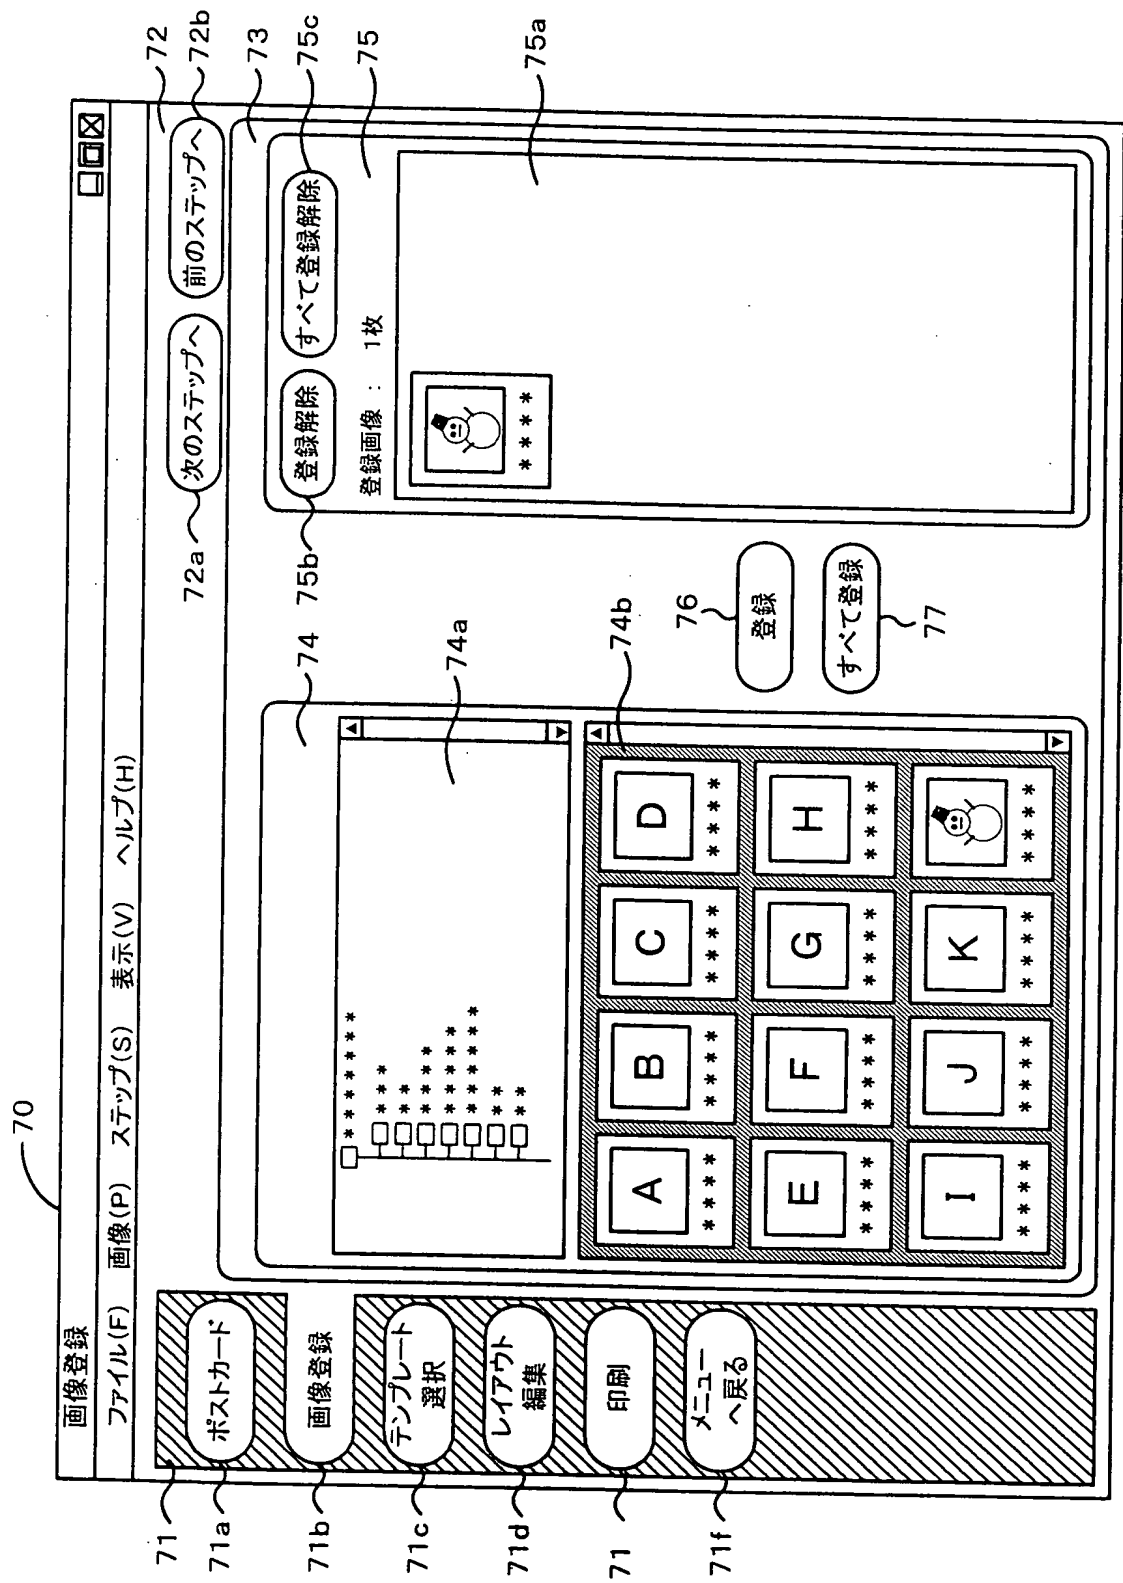 70
画像登録
ファイル(F) 画像(P) ステップ(S) 表示(V) ヘルプ(H)
71
72
ポストカード
71a
画像登録
71b
テンプレート
選択
71c
レイアウト
編集
71d
印刷
71
メニュー
へ戻る
71f
次のステップへ
72a
前のステップへ
72b
73
74
* * * * * * * *
* * *
* *
* * * *
* * * * *
* * * * * *
* *
* *
74a
A B C D
* * * * * * * * * * * * * * * *
E F G H
* * * * * * * * * * * * * * * *
I J K
* * * * * * * * * * * * * * * *
74b
登録
76
すべて登録
77
登録解除
75b
すべて登録解除
75c
登録画像 : 1枚
75
* * * *
75a